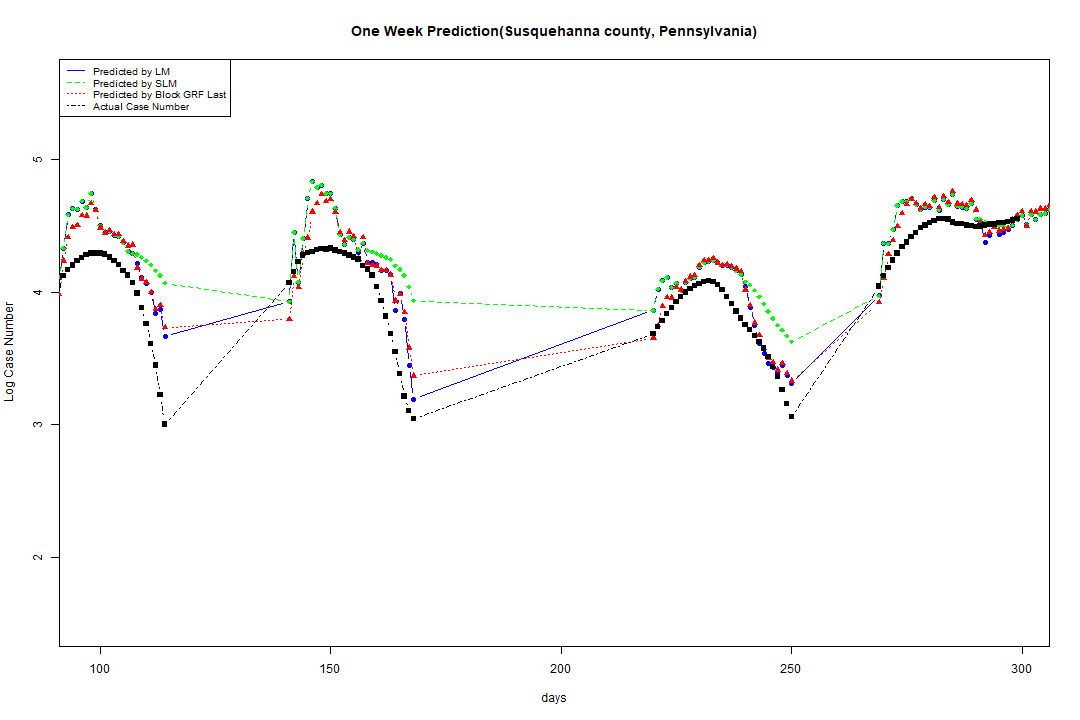 One Week Prediction(Susquehanna county, Pennsylvania)
Predicted by LM
Predicted by SLM
Predicted by Block GRF Last
Actual Case Number
5
4
3
2
Log Case Number
100 150 200 250 300
days